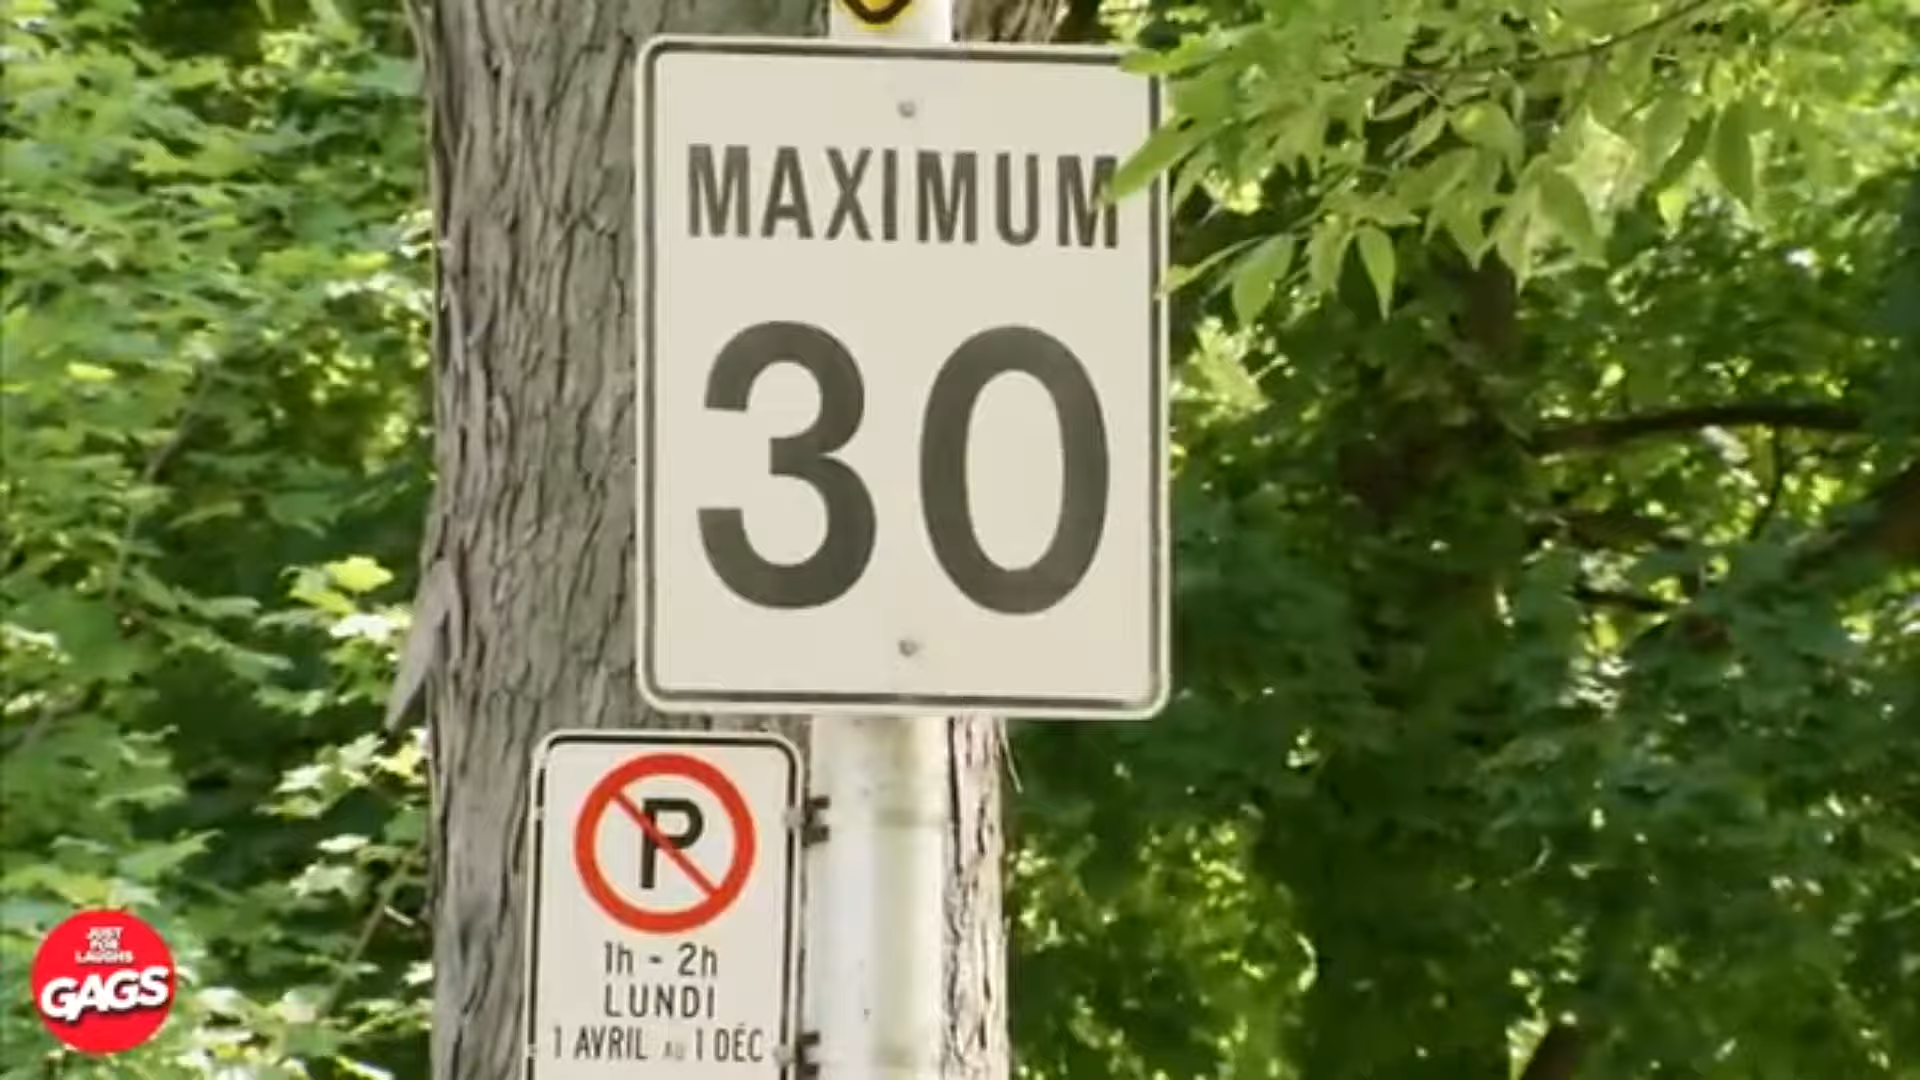 MAXIMUM
30
P
1h - 2h
LUNDI
1 AVRIL AU 1 DÉC
JUST
FOR
LAUGHS
GAGS